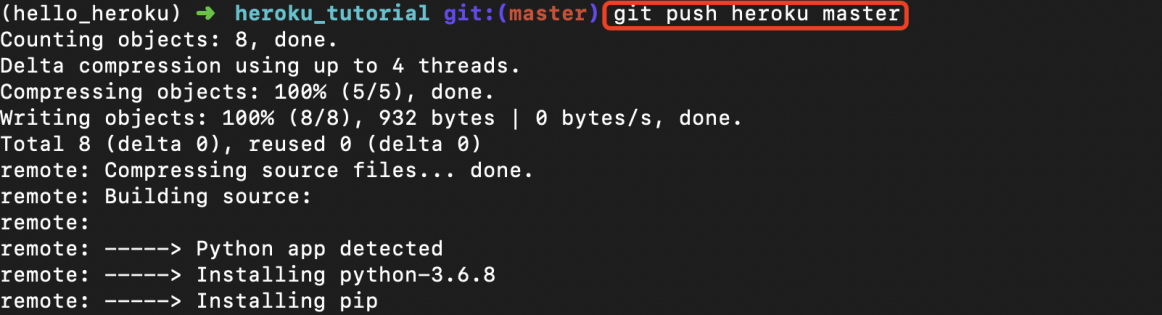 (hello_heroku) ➜ heroku_tutorial git:(master) git push heroku master
Counting objects: 8, done.
Delta compression using up to 4 threads.
Compressing objects: 100% (5/5), done.
Writing objects: 100% (8/8), 932 bytes | 0 bytes/s, done.
Total 8 (delta 0), reused 0 (delta 0)
remote: Compressing source files... done.
remote: Building source:
remote:
remote: -----> Python app detected
remote: -----> Installing python-3.6.8
remote: -----> Installing pip